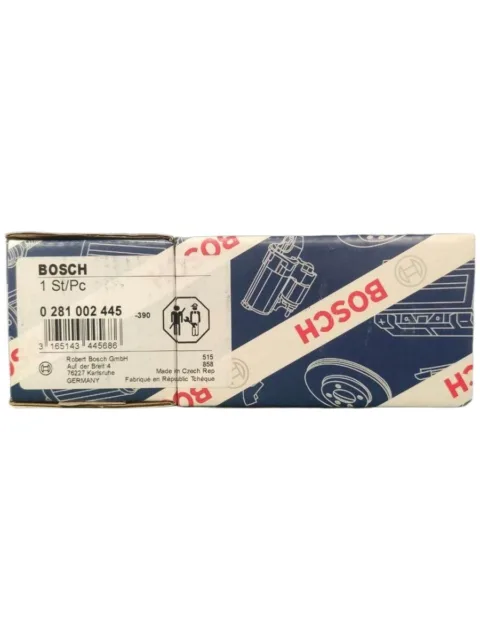 BOSCH
1 St/Pc
0 281 002 445 -390
3 165143 445686
Robert Bosch GmbH
Auf der Breit 4
76227 Karlsruhe
GERMANY
515
858
Made in Czech Rep
Fabriqué en République Tchèque
BOSCH
BOSCH